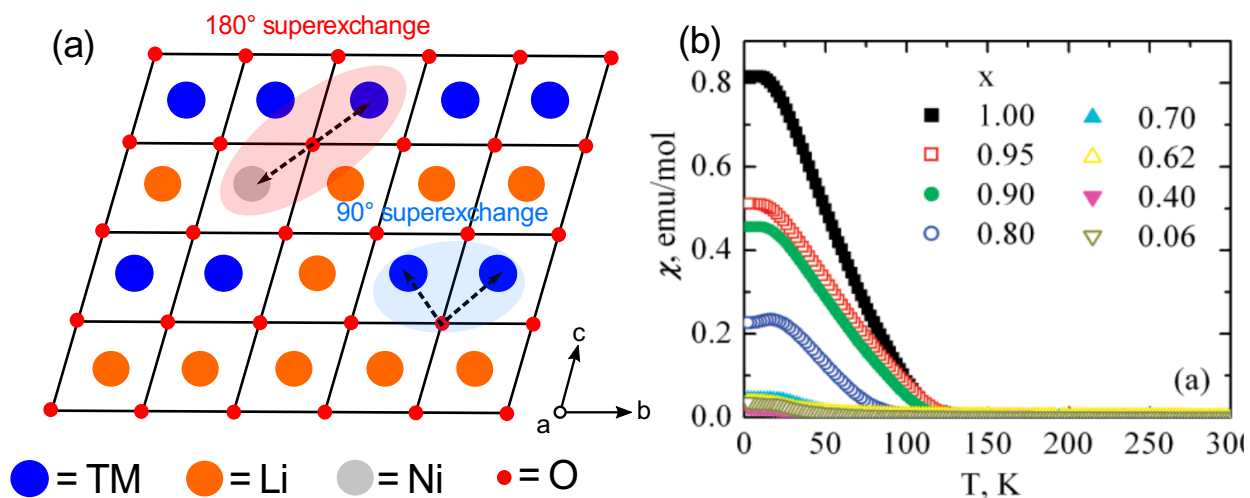 (a)
180° superexchange
90° superexchange
c
a
b
= TM
= Li
= Ni
= O
(b)
χ, emu/mol
0.8
0.6
0.4
0.2
0.0
x
1.00
0.95
0.90
0.80
0.70
0.62
0.40
0.06
(a)
0 50 100 150 200 250 300
T, K